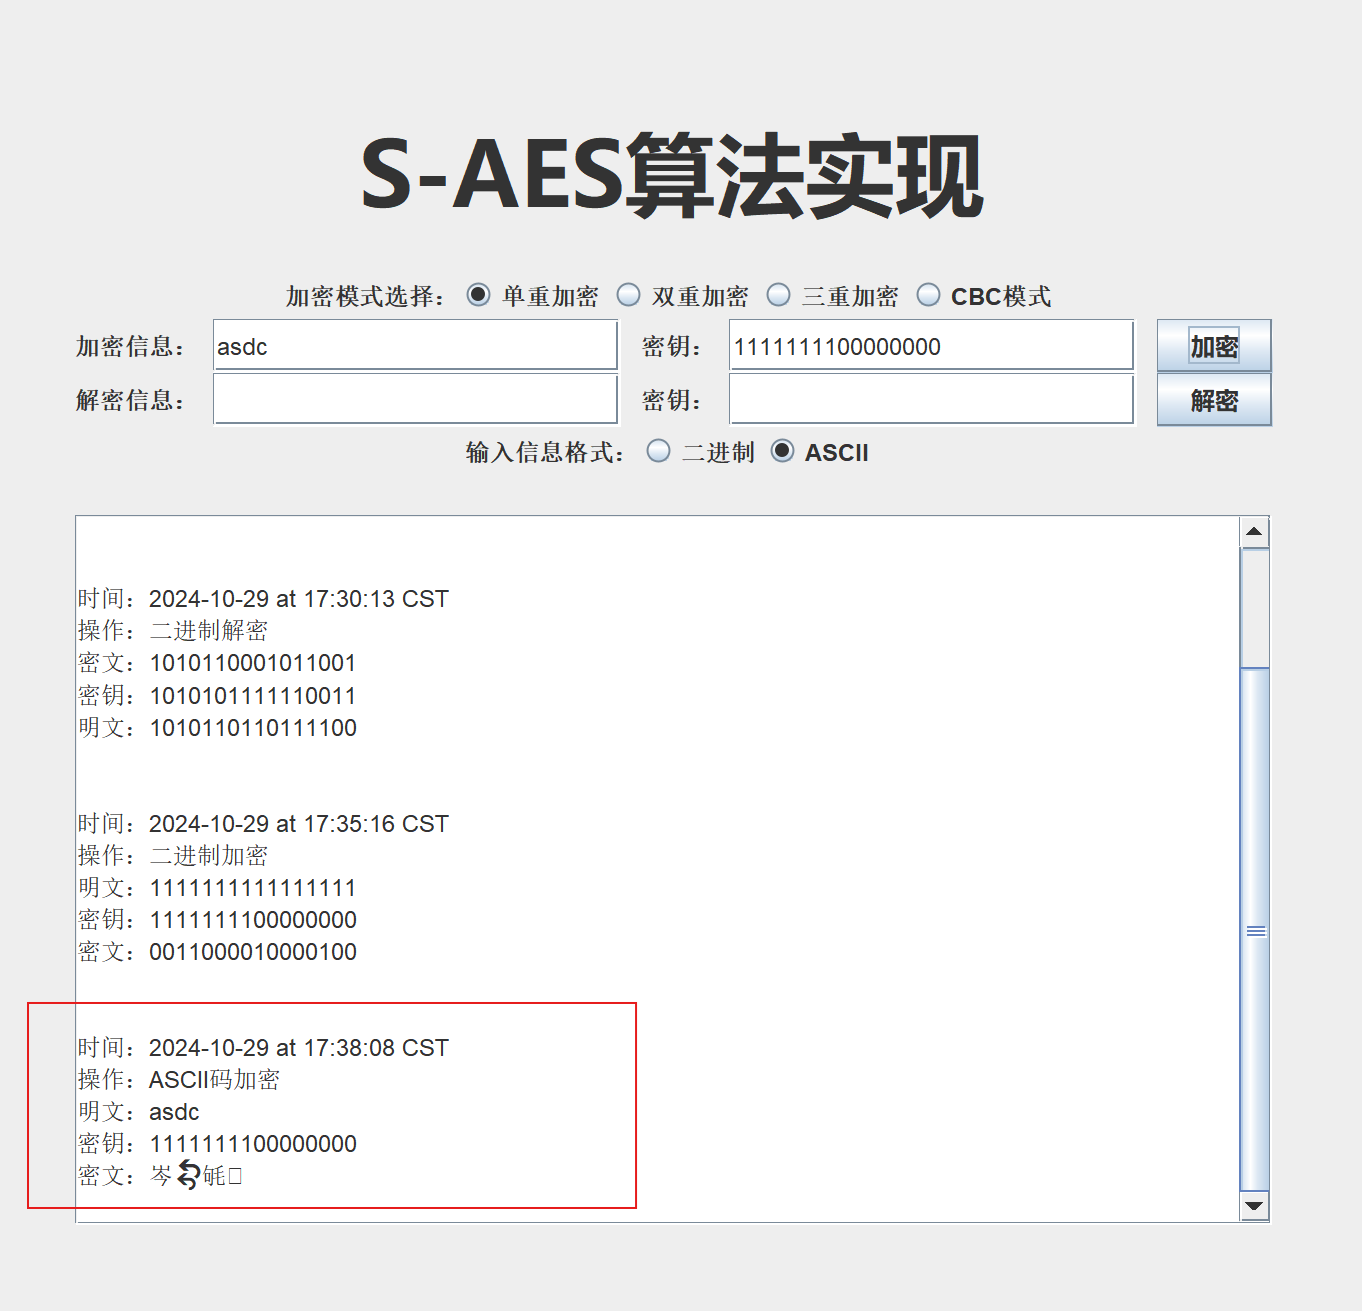 S-AES算法实现
加密模式选择： 单重加密 双重加密 三重加密 CBC模式
加密信息： asdc 密钥： 1111111100000000 加密
解密信息： 密钥： 解密
输入信息格式： 二进制 ASCII
时间：2024-10-29 at 17:30:13 CST
操作：二进制解密
密文：1010110001011001
密钥：1010101111110011
明文：1010110110111100
时间：2024-10-29 at 17:35:16 CST
操作：二进制加密
明文：1111111111111111
密钥：1111111100000000
密文：0011000010000100
时间：2024-10-29 at 17:38:08 CST
操作：ASCII码加密
明文：asdc
密钥：1111111100000000
密文：岑